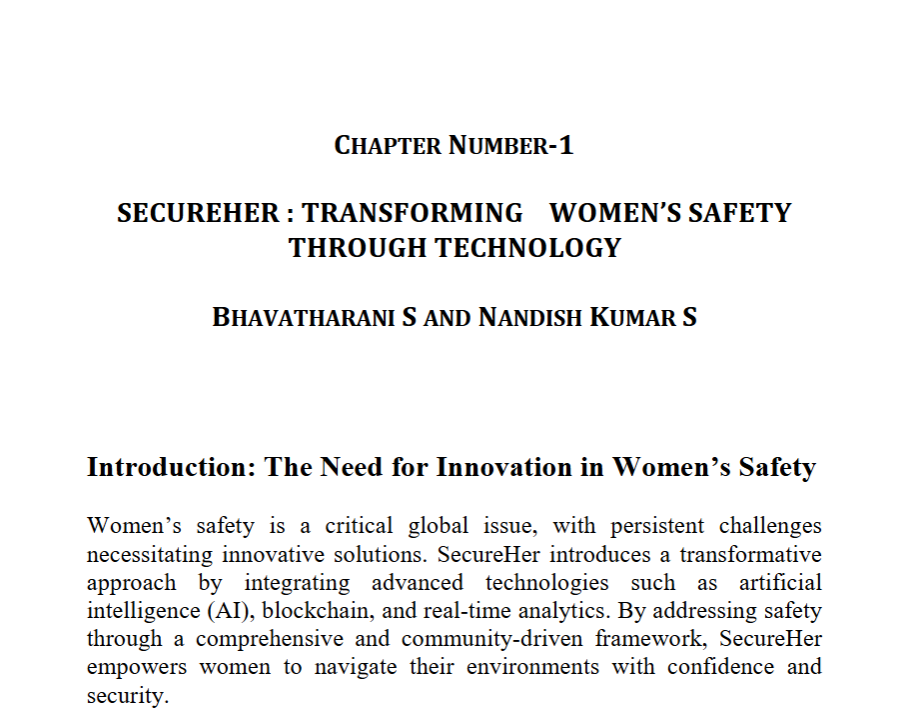 CHAPTER NUMBER-1
SECUREHER : TRANSFORMING WOMEN’S SAFETY
THROUGH TECHNOLOGY
BHAVATHARANI S AND NANDISH KUMAR S
Introduction: The Need for Innovation in Women’s Safety
Women’s safety is a critical global issue, with persistent challenges
necessitating innovative solutions. SecureHer introduces a transformative
approach by integrating advanced technologies such as artificial
intelligence (AI), blockchain, and real-time analytics. By addressing safety
through a comprehensive and community-driven framework, SecureHer
empowers women to navigate their environments with confidence and
security.